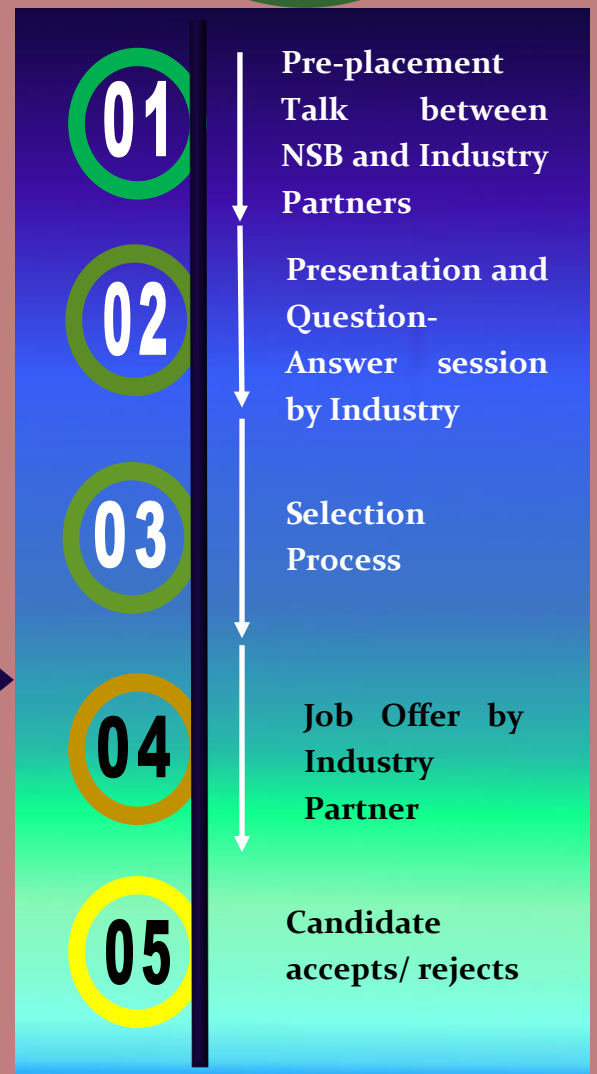 01
Pre-placement
Talk between
NSB and Industry
Partners
02
Presentation and
Question-
Answer session
by Industry
03
Selection
Process
04
Job Offer by
Industry
Partner
05
Candidate
accepts/ rejects